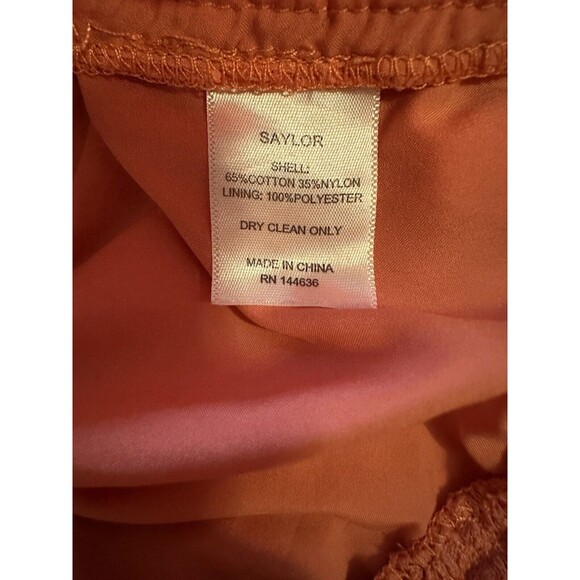 SAYLOR
SHELL:
65%COTTON 35%NYLON
LINING: 100%POLYESTER
DRY CLEAN ONLY
MADE IN CHINA
RN 144636